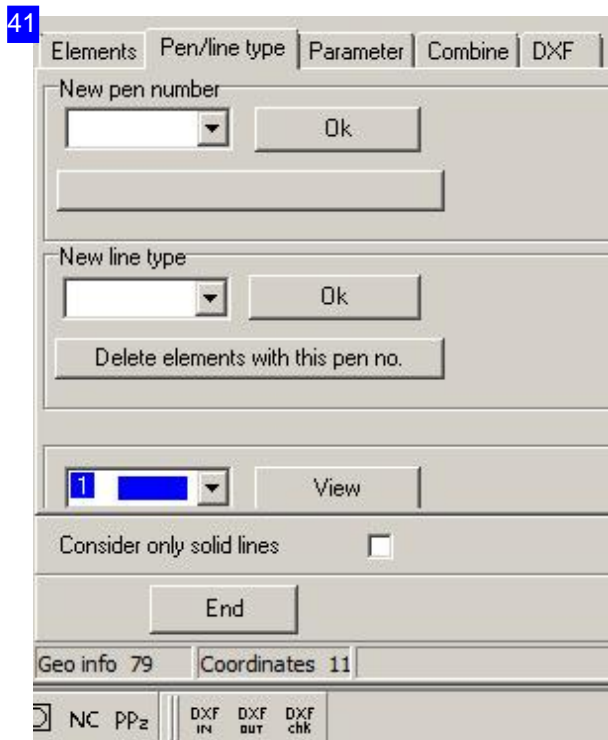 41
Elements Pen/line type Parameter Combine DXF
New pen number
Ok
New line type
Ok
Delete elements with this pen no.
1 View
Consider only solid lines
End
Geo info 79 Coordinates 11
NC PPz DXF IN DXF OUT DXF chk